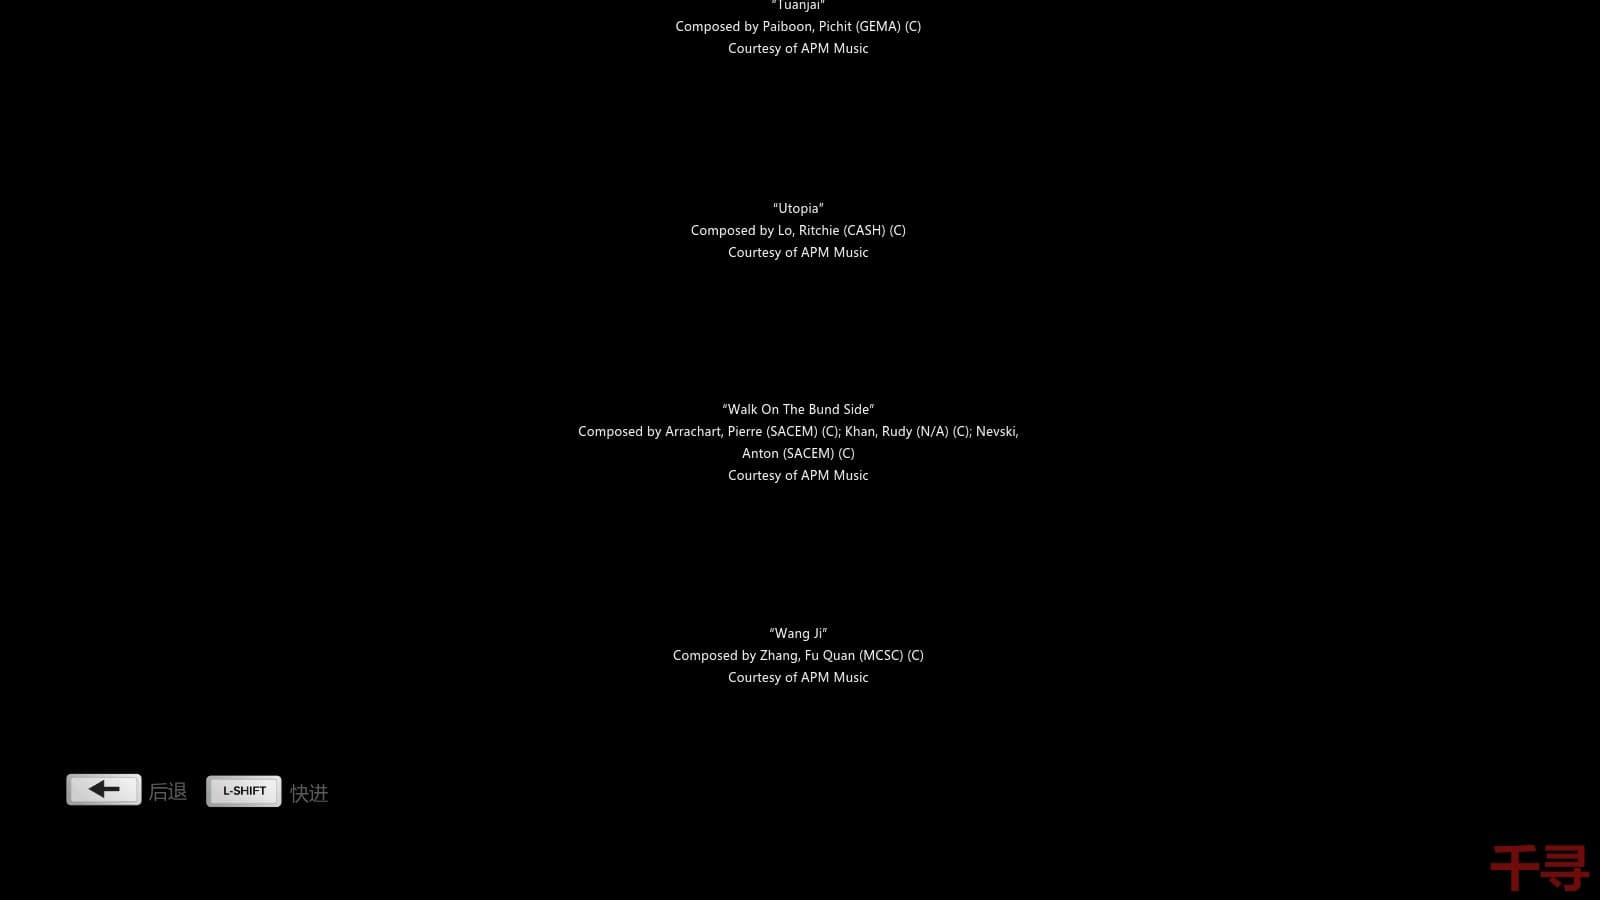 "Tuanjai"
Composed by Paiboon, Pichit (GEMA) (C)
Courtesy of APM Music
“Utopia”
Composed by Lo, Ritchie (CASH) (C)
Courtesy of APM Music
“Walk On The Bund Side”
Composed by Arrachart, Pierre (SACEM) (C); Khan, Rudy (N/A) (C); Nevski,
Anton (SACEM) (C)
Courtesy of APM Music
“Wang Ji”
Composed by Zhang, Fu Quan (MCSC) (C)
Courtesy of APM Music
后退 L-SHIFT 快进
千寻